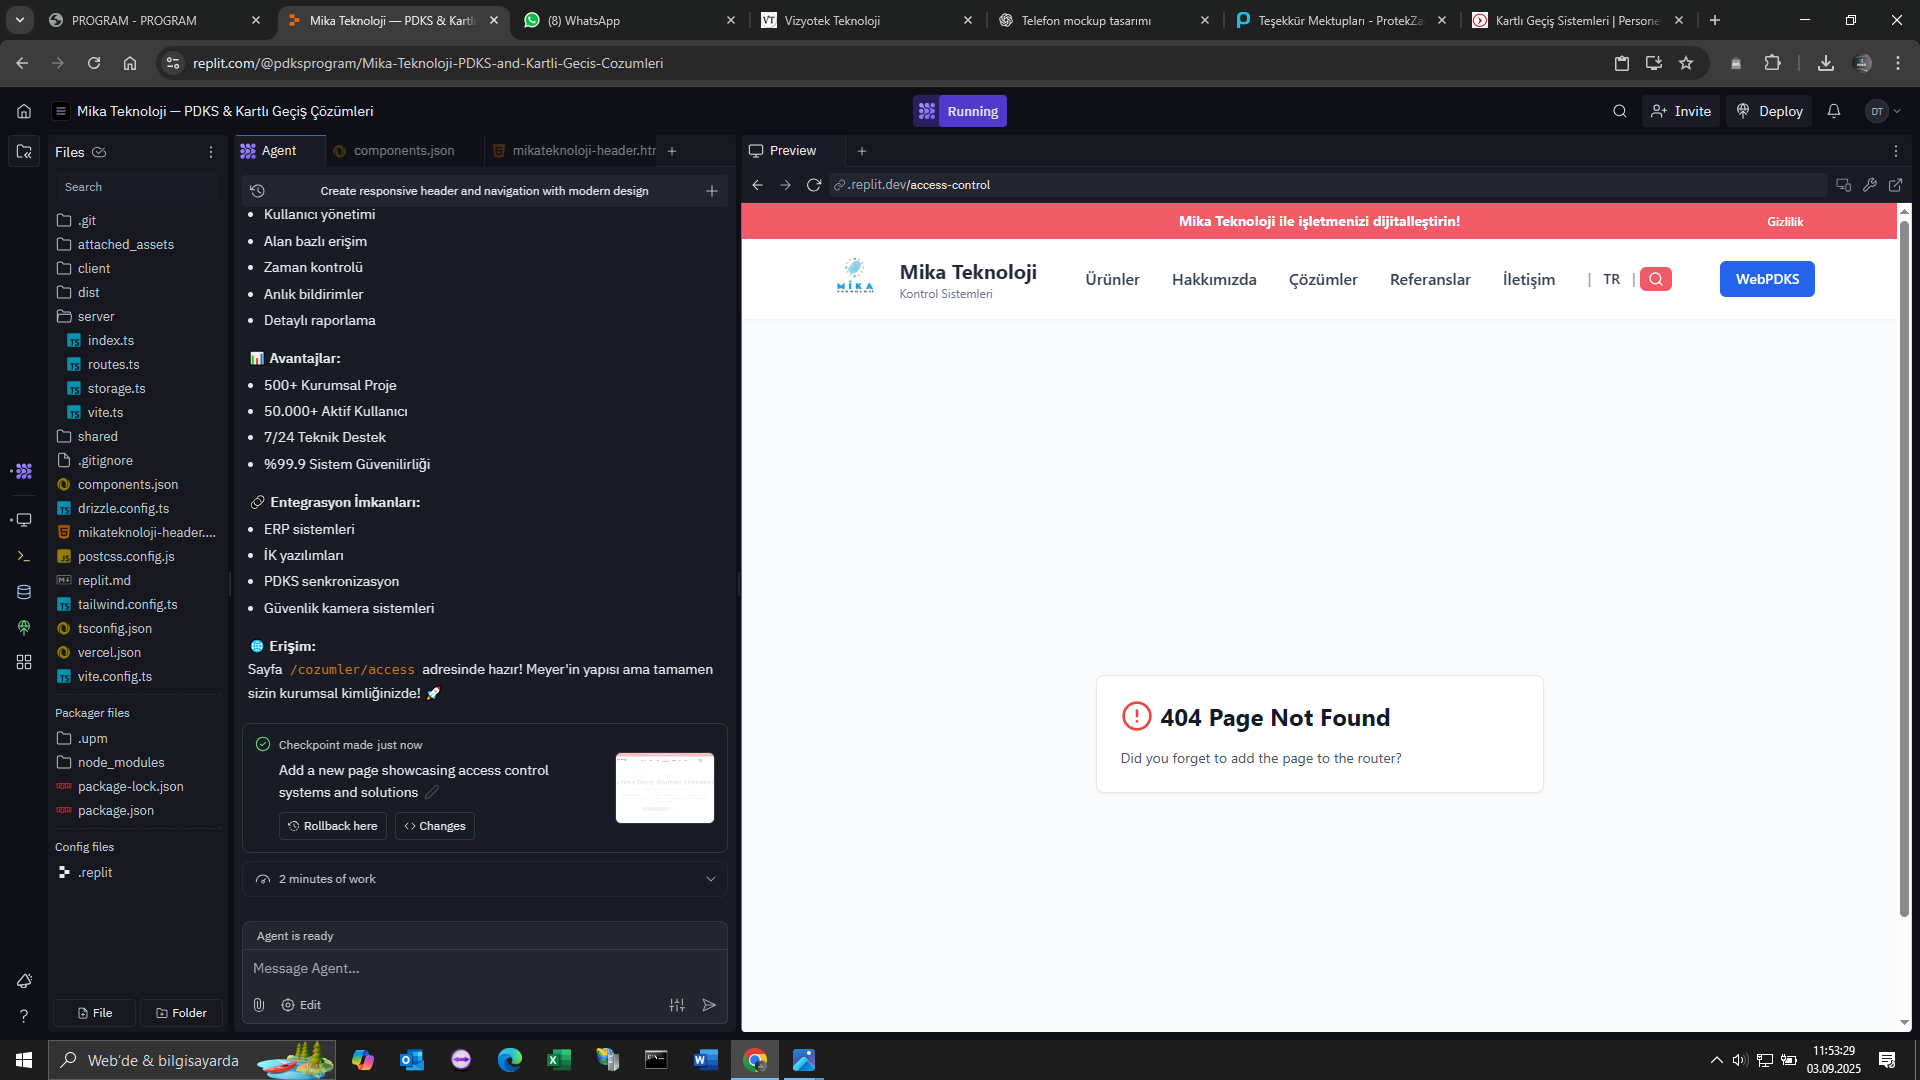 PROGRAM - PROGRAM
Mika Teknoloji — PDKS & Kartlı
(8) WhatsApp
VT Vizyotek Teknoloji
Telefon mockup tasarımı
Teşekkür Mektupları - ProtekZa
Kartlı Geçiş Sistemleri | Persone
replit.com/@pdksprogram/Mika-Teknoloji-PDKS-and-Kartli-Gecis-Cozumleri
Mika Teknoloji — PDKS & Kartlı Geçiş Çözümleri
Running
Invite
Deploy
DT
Files
Search
.git
attached_assets
client
dist
server
index.ts
routes.ts
storage.ts
vite.ts
shared
.gitignore
components.json
drizzle.config.ts
mikateknoloji-header....
postcss.config.js
replit.md
tailwind.config.ts
tsconfig.json
vercel.json
vite.config.ts
Packager files
.upm
node_modules
package-lock.json
package.json
Config files
.replit
File
Folder
Agent
components.json
mikateknoloji-header.htr
Create responsive header and navigation with modern design
• Kullanıcı yönetimi
• Alan bazlı erişim
• Zaman kontrolü
• Anlık bildirimler
• Detaylı raporlama
📊 Avantajlar:
• 500+ Kurumsal Proje
• 50.000+ Aktif Kullanıcı
• 7/24 Teknik Destek
• %99.9 Sistem Güvenilirliği
🔗 Entegrasyon İmkanları:
• ERP sistemleri
• İK yazılımları
• PDKS senkronizasyon
• Güvenlik kamera sistemleri
🌐 Erişim:
Sayfa /cozumler/access adresinde hazır! Meyer'in yapısı ama tamamen
sizin kurumsal kimliğinizde! 🚀
Checkpoint made just now
Add a new page showcasing access control
systems and solutions
Rollback here
Changes
2 minutes of work
Agent is ready
Message Agent...
Edit
Preview
.replit.dev/access-control
Mika Teknoloji ile işletmenizi dijitalleştirin!
Gizlilik
MİKA
Mika Teknoloji
Kontrol Sistemleri
Ürünler
Hakkımızda
Çözümler
Referanslar
İletişim
| TR |
WebPDKS
404 Page Not Found
Did you forget to add the page to the router?
Web'de & bilgisayarda
11:53:29
03.09.2025